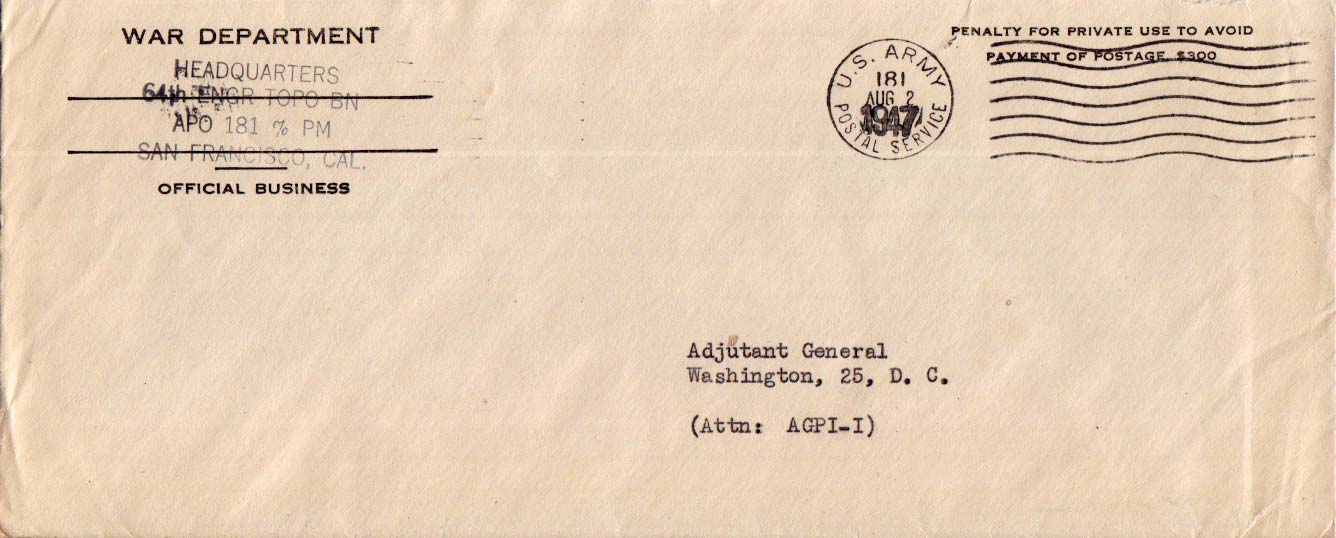 WAR DEPARTMENT
HEADQUARTERS
64th ENGR TOPO BN
APO 181 % PM
SAN FRANCISCO, CAL.
OFFICIAL BUSINESS
U.S. ARMY
181
AUG 2
1947
POSTAL SERVICE
PENALTY FOR PRIVATE USE TO AVOID
PAYMENT OF POSTAGE, $300
Adjutant General
Washington, 25, D. C.
(Attn: AGPI-I)